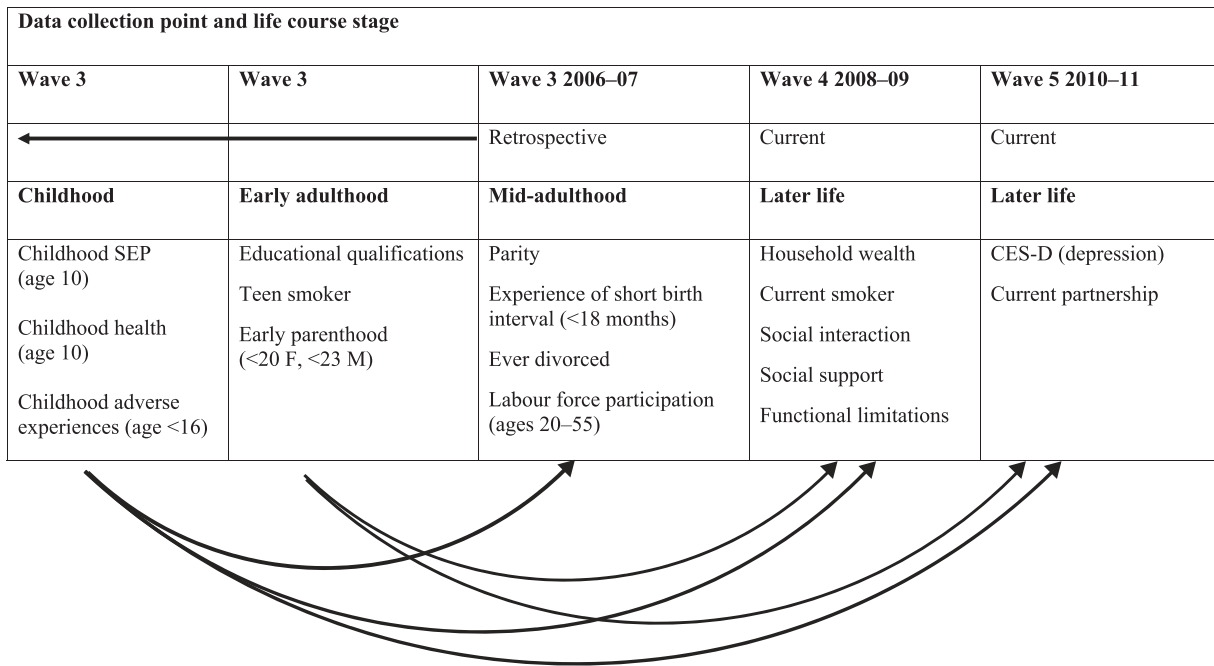 Data collection point and life course stage
Wave 3
Wave 3
Wave 3 2006–07
Wave 4 2008–09
Wave 5 2010–11
Retrospective
Current
Current
Childhood
Early adulthood
Mid-adulthood
Later life
Later life
Childhood SEP
(age 10)
Childhood health
(age 10)
Childhood adverse
experiences (age <16)
Educational qualifications
Teen smoker
Early parenthood
(<20 F, <23 M)
Parity
Experience of short birth
interval (<18 months)
Ever divorced
Labour force participation
(ages 20–55)
Household wealth
Current smoker
Social interaction
Social support
Functional limitations
CES-D (depression)
Current partnership